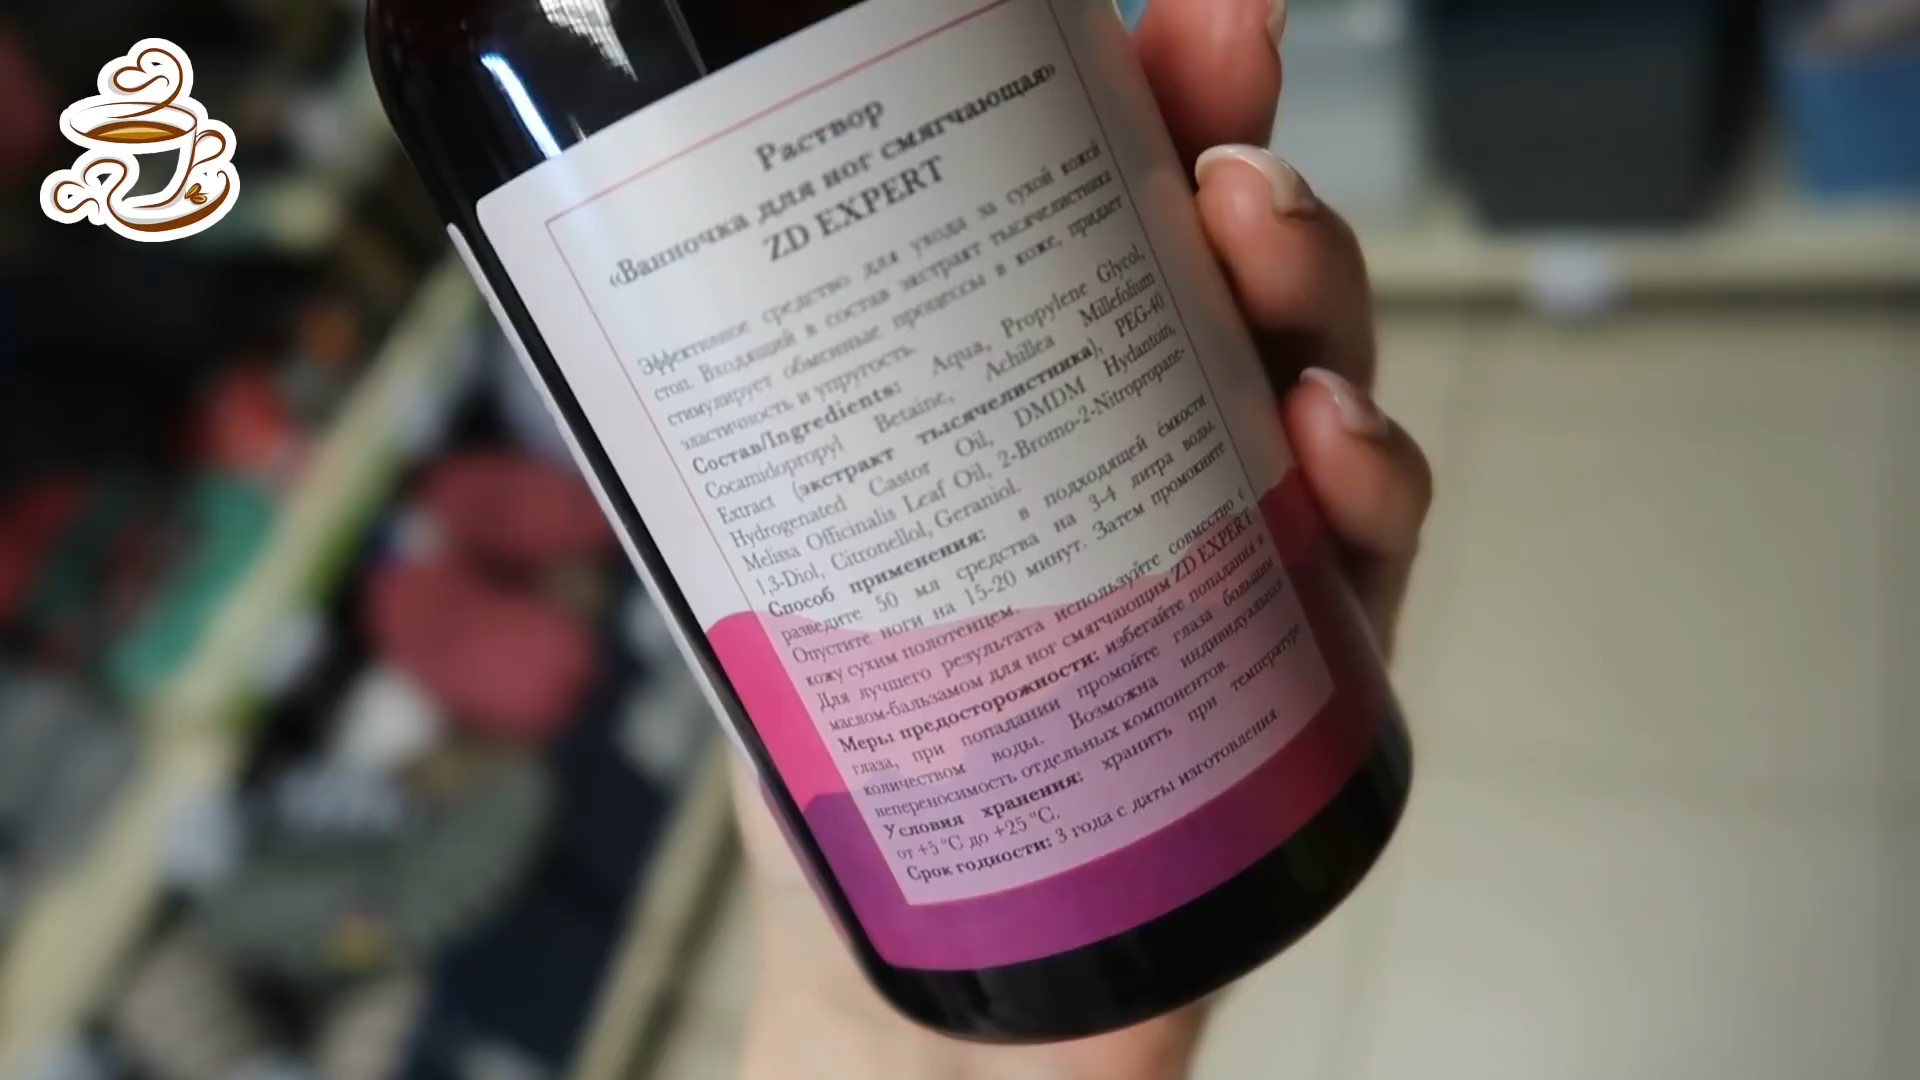 Раствор
«Ванночка для ног смягчающая»
ZD EXPERT
Эффективное средство для ухода за сухой кожей
стоп. Входящий в состав экстракт тысячелистника
стимулирует обменные процессы в коже, придает
эластичность и упругость.
Состав/Ingredients: Aqua, Propylene Glycol,
Cocamidopropyl Betaine, Achillea Millefolium
Extract (экстракт тысячелистника), PEG-40
Hydrogenated Castor Oil, DMDM Hydantoin,
Melissa Officinalis Leaf Oil, 2-Bromo-2-Nitropropane-
1,3-Diol, Citronellol, Geraniol.
Способ применения: в подходящей ёмкости
разведите 50 мл средства на 3-4 литра воды.
Опустите ноги на 15-20 минут. Затем промокните
кожу сухим полотенцем.
Для лучшего результата используйте совместно с
маслом-бальзамом для ног смягчающим ZD EXPERT.
Меры предосторожности: избегайте попадания в
глаза, при попадании промойте глаза большим
количеством воды. Возможна индивидуальная
непереносимость отдельных компонентов.
Условия хранения: хранить при температуре
от +5 °C до +25 °C.
Срок годности: 3 года с даты изготовления.